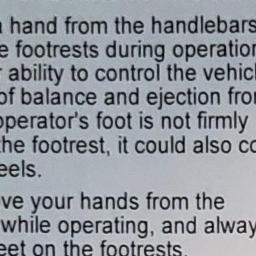 hand from the handlebars
footrests during operation
ability to control the vehicl
of balance and ejection fro
operator's foot is not firmly
the footrest, it could also co
eels.
ve your hands from the
while operating, and alway
eet on the footrests.